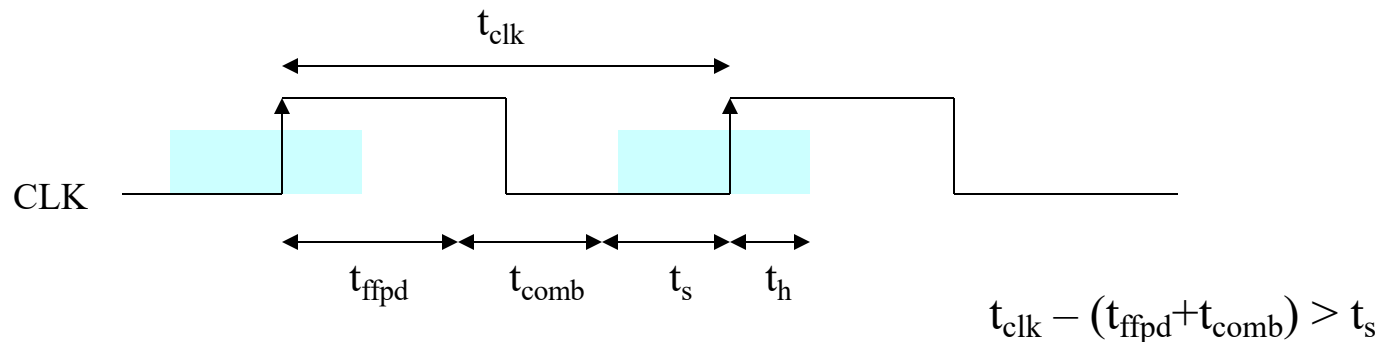 t_clk
CLK
t_ffpd t_comb t_s t_h
t_clk – (t_ffpd+t_comb) > t_s